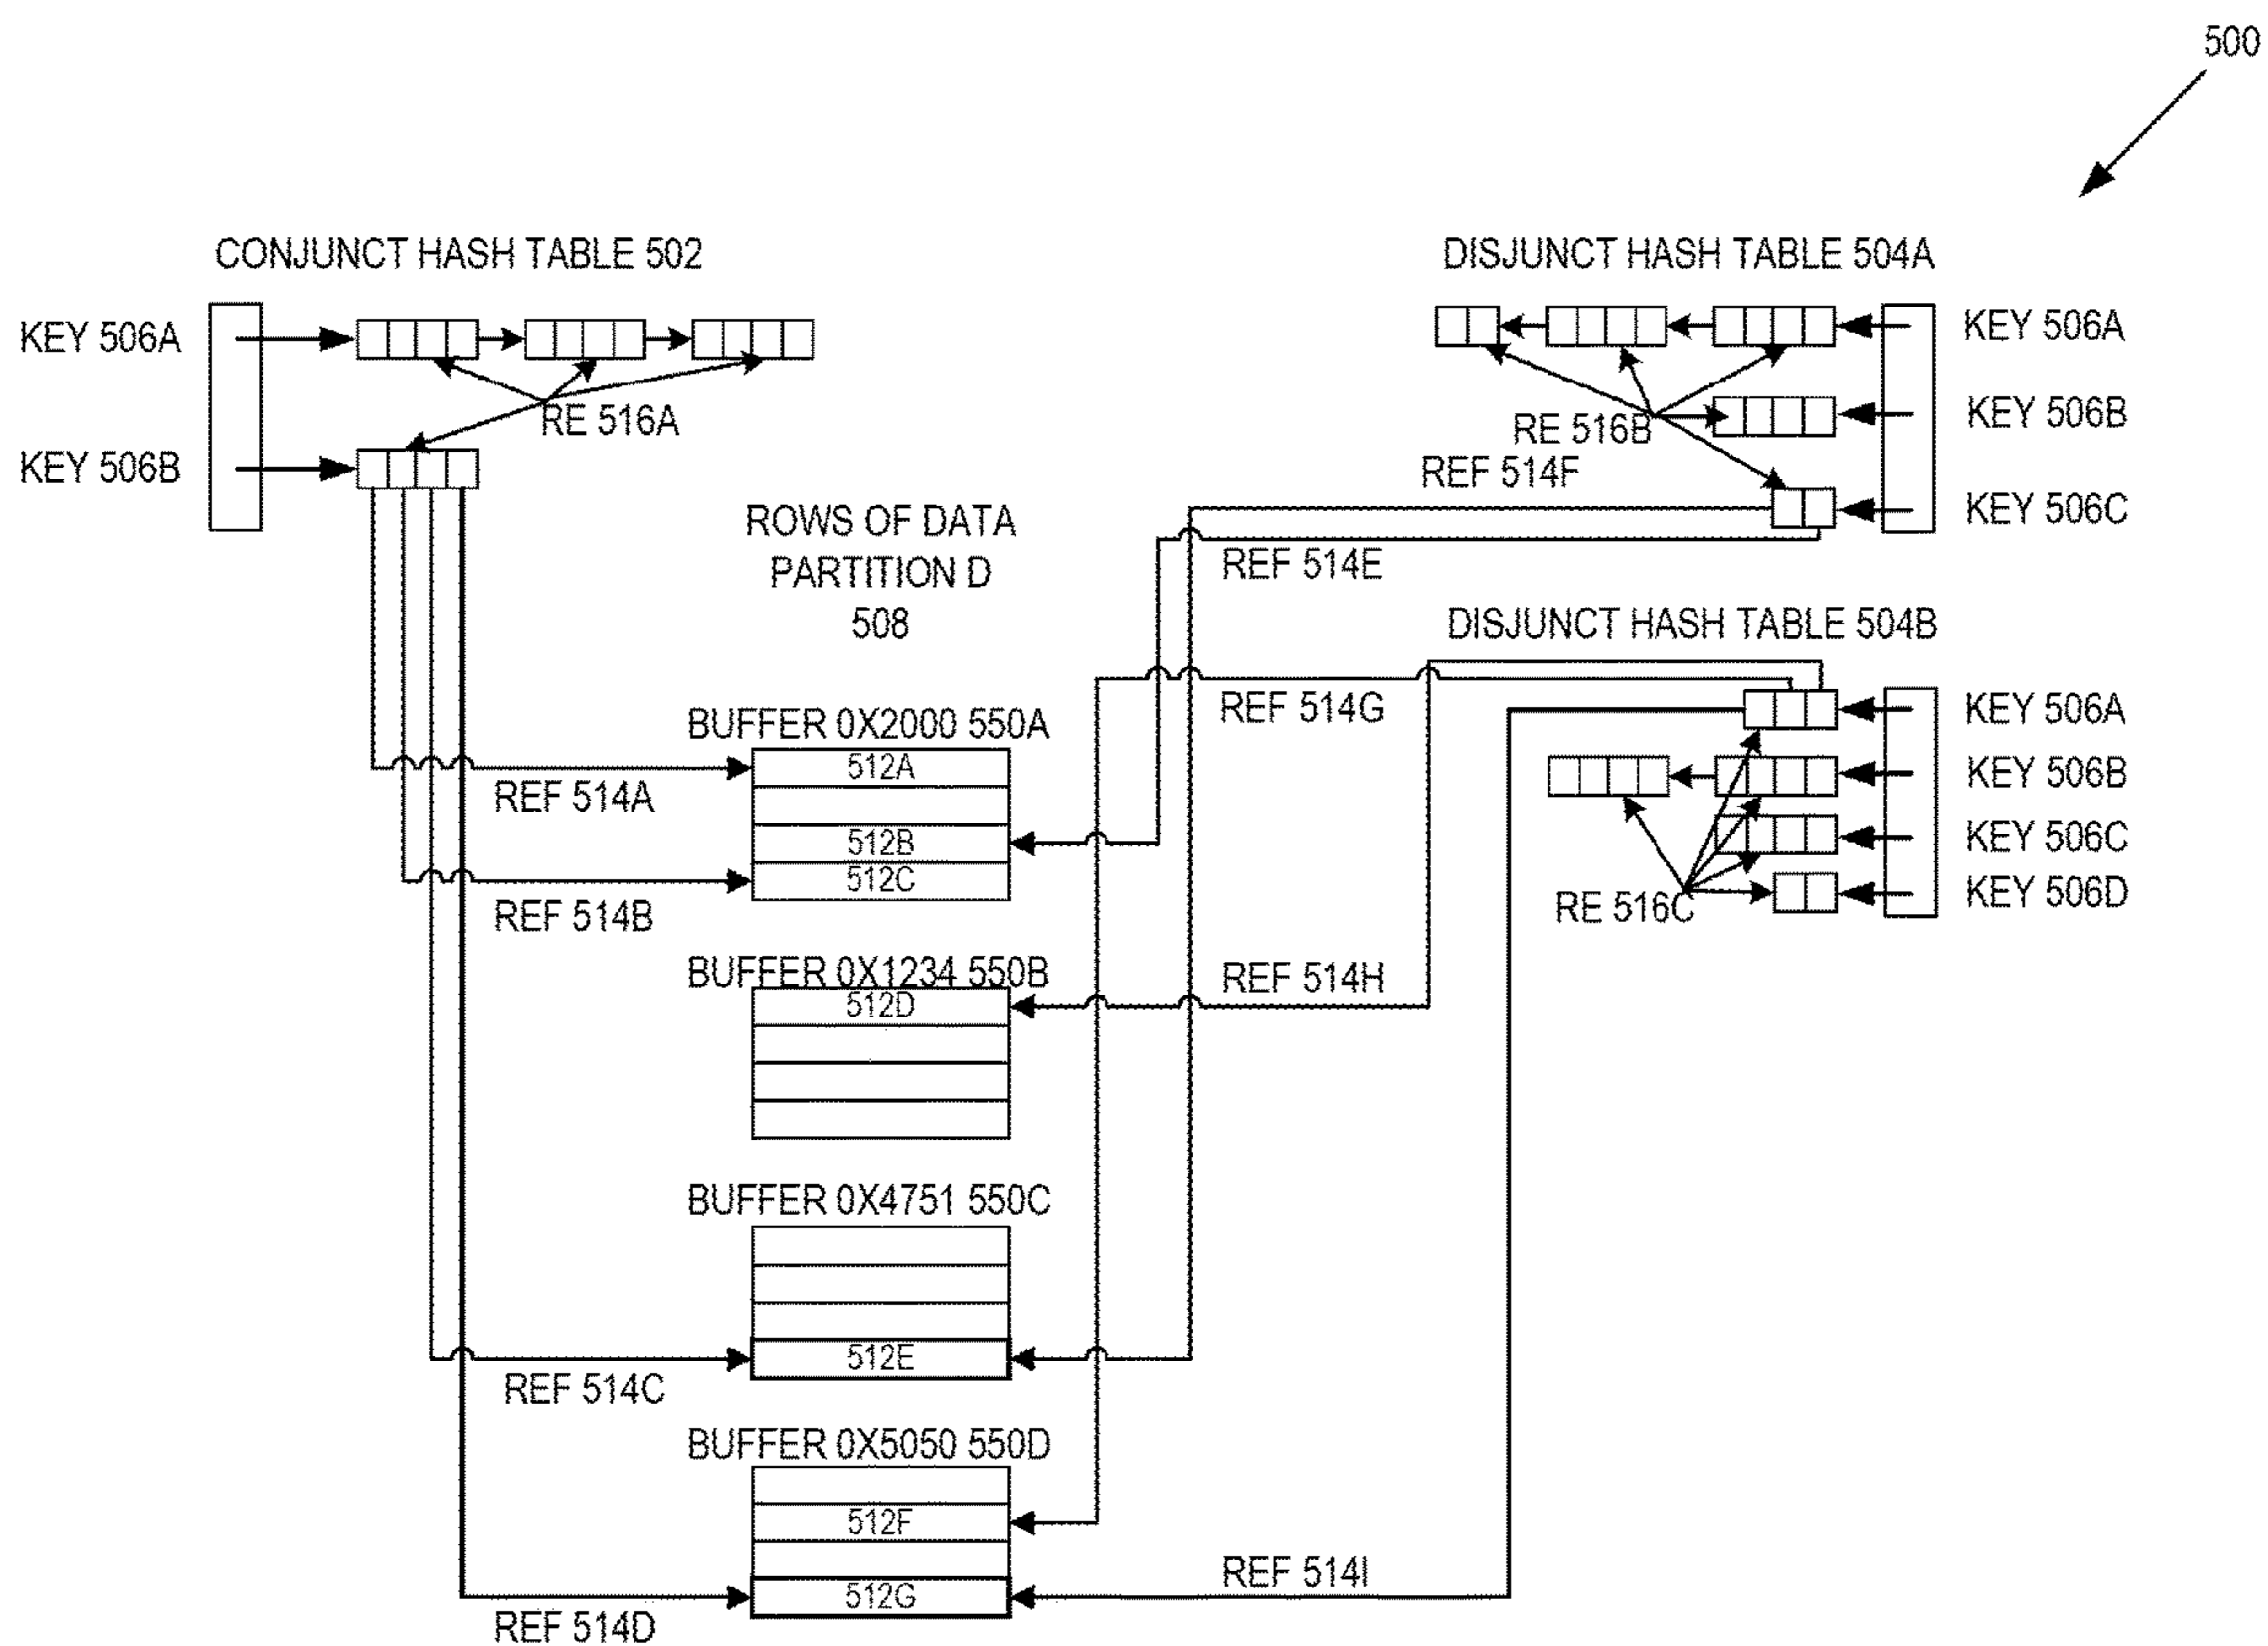 500
CONJUNCT HASH TABLE 502
KEY 506A
RE 516A
KEY 506B
DISJUNCT HASH TABLE 504A
KEY 506A
KEY 506B
RE 516B
REF 514F
KEY 506C
REF 514E
ROWS OF DATA
PARTITION D
508
DISJUNCT HASH TABLE 504B
REF 514G
KEY 506A
KEY 506B
KEY 506C
KEY 506D
RE 516C
BUFFER 0X2000 550A
512A
REF 514A
512B
512C
REF 514B
BUFFER 0X1234 550B
512D
REF 514H
BUFFER 0X4751 550C
512E
REF 514C
BUFFER 0X5050 550D
512F
REF 514I
512G
REF 514D